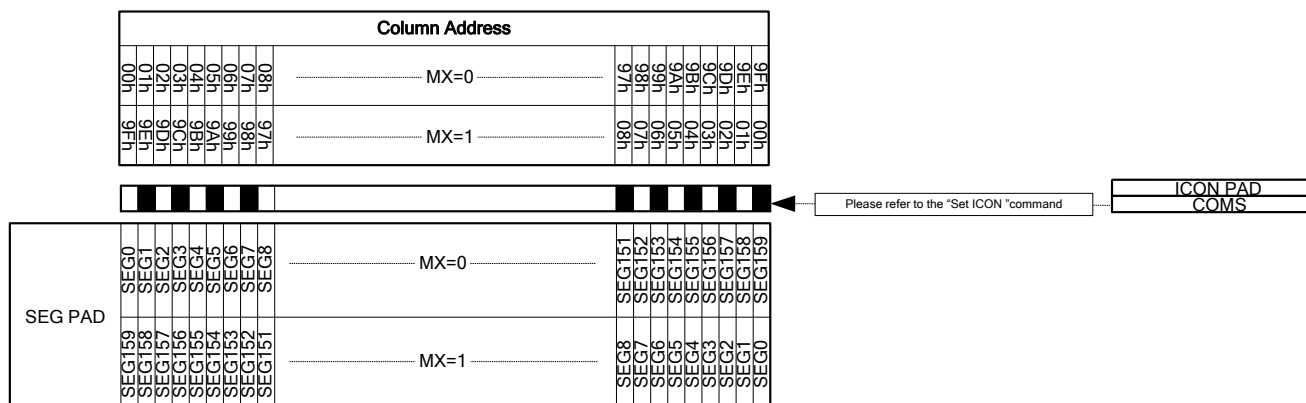 Column Address
00h 01h 02h 03h 04h 05h 06h 07h 08h MX=0 97h 98h 99h 9Ah 9Bh 9Ch 9Dh 9Eh 9Fh
9Fh 9Eh 9Dh 9Ch 9Bh 9Ah 99h 98h 97h MX=1 08h 07h 06h 05h 04h 03h 02h 01h 00h
Please refer to the “Set ICON ”command
ICON PAD
COMS
SEG PAD
SEG0 SEG1 SEG2 SEG3 SEG4 SEG5 SEG6 SEG7 SEG8 MX=0 SEG151 SEG152 SEG153 SEG154 SEG155 SEG156 SEG157 SEG158 SEG159
SEG159 SEG158 SEG157 SEG156 SEG155 SEG154 SEG153 SEG152 SEG151 MX=1 SEG8 SEG7 SEG6 SEG5 SEG4 SEG3 SEG2 SEG1 SEG0